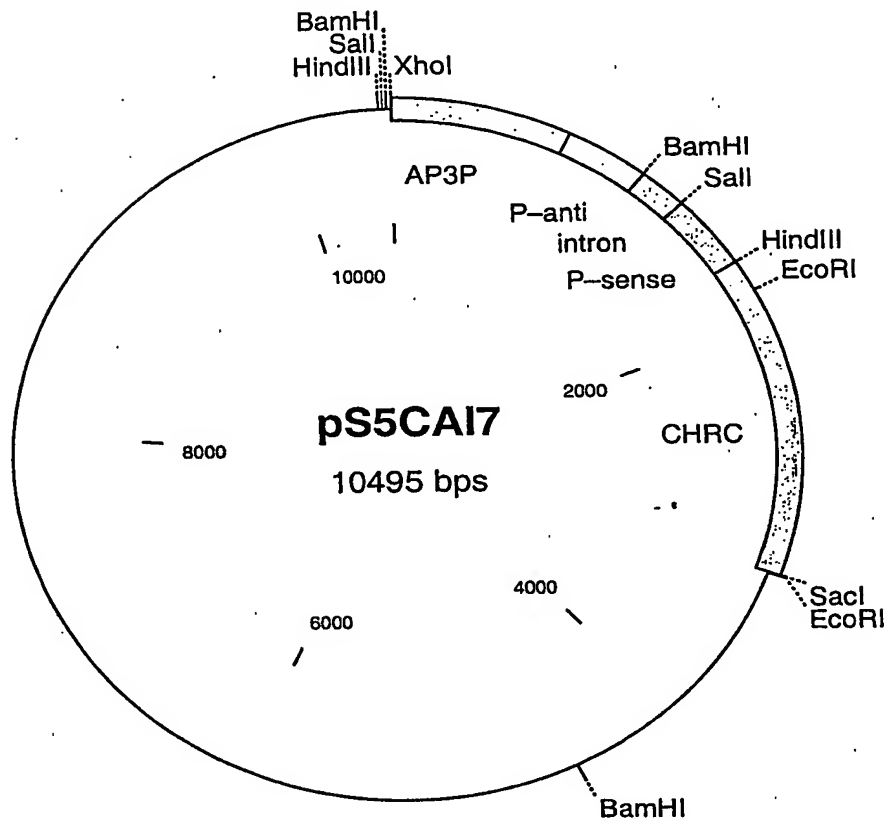 BamHI
SalI
HindIII XhoI
BamHI
AP3P
SalI
P-anti
intron
HindIII
P-sense
EcoRI
10000
2000
pS5CAI7
CHRC
8000
10495 bps
4000
SacI
EcoRI
6000
BamHI